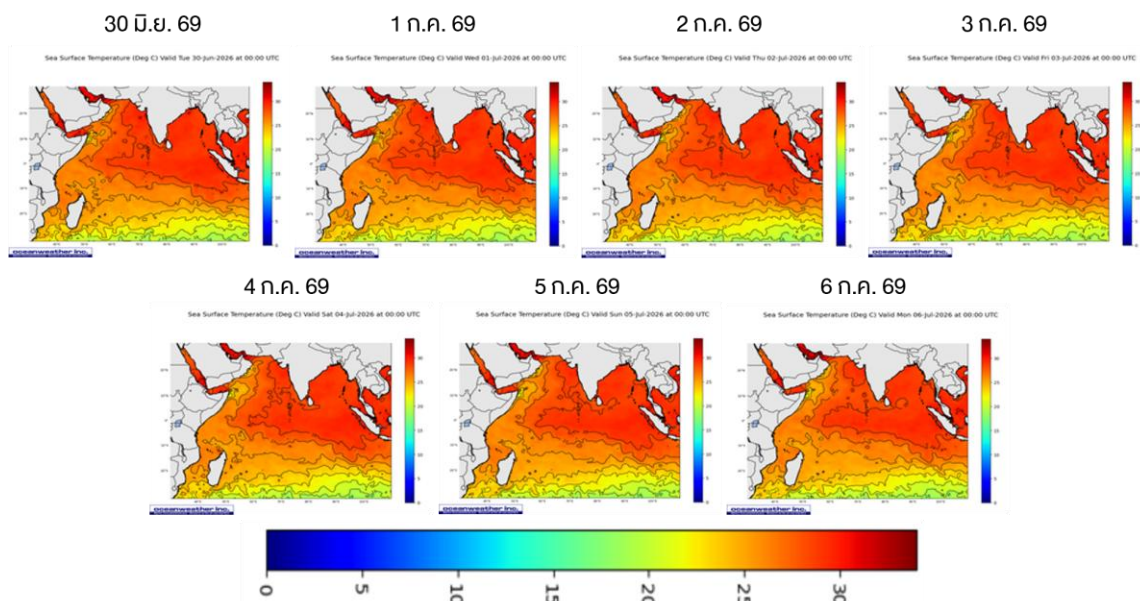 30 มิ.ย. 69
1 ก.ค. 69
2 ก.ค. 69
3 ก.ค. 69
Sea Surface Temperature (Deg C) Valid Tue 30-Jun-2026 at 00:00 UTC
Sea Surface Temperature (Deg C) Valid Wed 01-Jul-2026 at 00:00 UTC
Sea Surface Temperature (Deg C) Valid Thu 02-Jul-2026 at 00:00 UTC
Sea Surface Temperature (Deg C) Valid Fri 03-Jul-2026 at 00:00 UTC
oceanweather inc.
oceanweather inc.
oceanweather inc.
oceanweather inc.
4 ก.ค. 69
5 ก.ค. 69
6 ก.ค. 69
Sea Surface Temperature (Deg C) Valid Sat 04-Jul-2026 at 00:00 UTC
Sea Surface Temperature (Deg C) Valid Sun 05-Jul-2026 at 00:00 UTC
Sea Surface Temperature (Deg C) Valid Mon 06-Jul-2026 at 00:00 UTC
oceanweather inc.
oceanweather inc.
oceanweather inc.
0 5 10 15 20 25 30